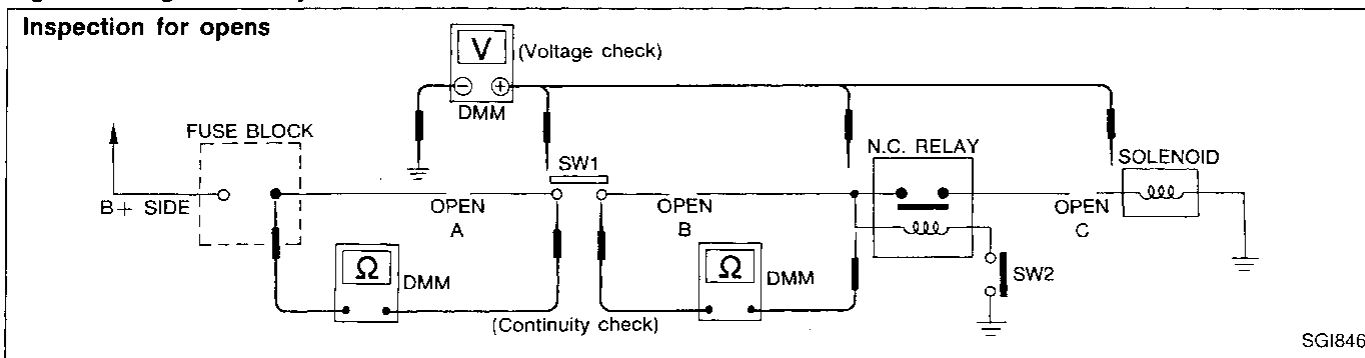 Inspection for opens
V
(Voltage check)
− +
DMM
FUSE BLOCK
N.C. RELAY
SW1
SOLENOID
B+ SIDE
OPEN
A
OPEN
B
OPEN
C
Ω
DMM
Ω
DMM
SW2
(Continuity check)
SGI846